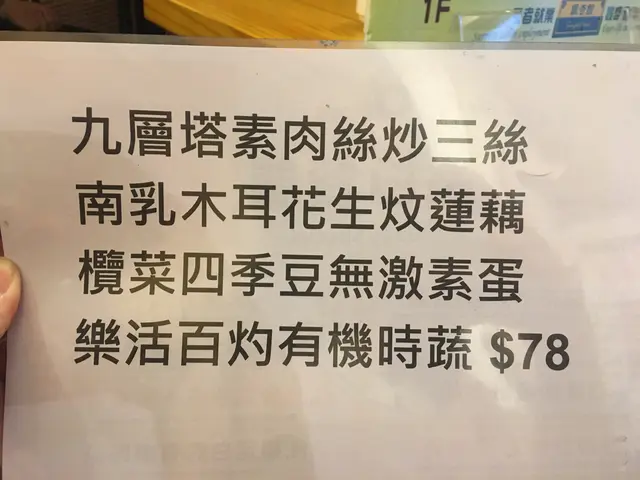 1F
九層塔素肉絲炒三絲
南乳木耳花生炆蓮藕
欖菜四季豆無激素蛋
樂活百灼有機時蔬 $78